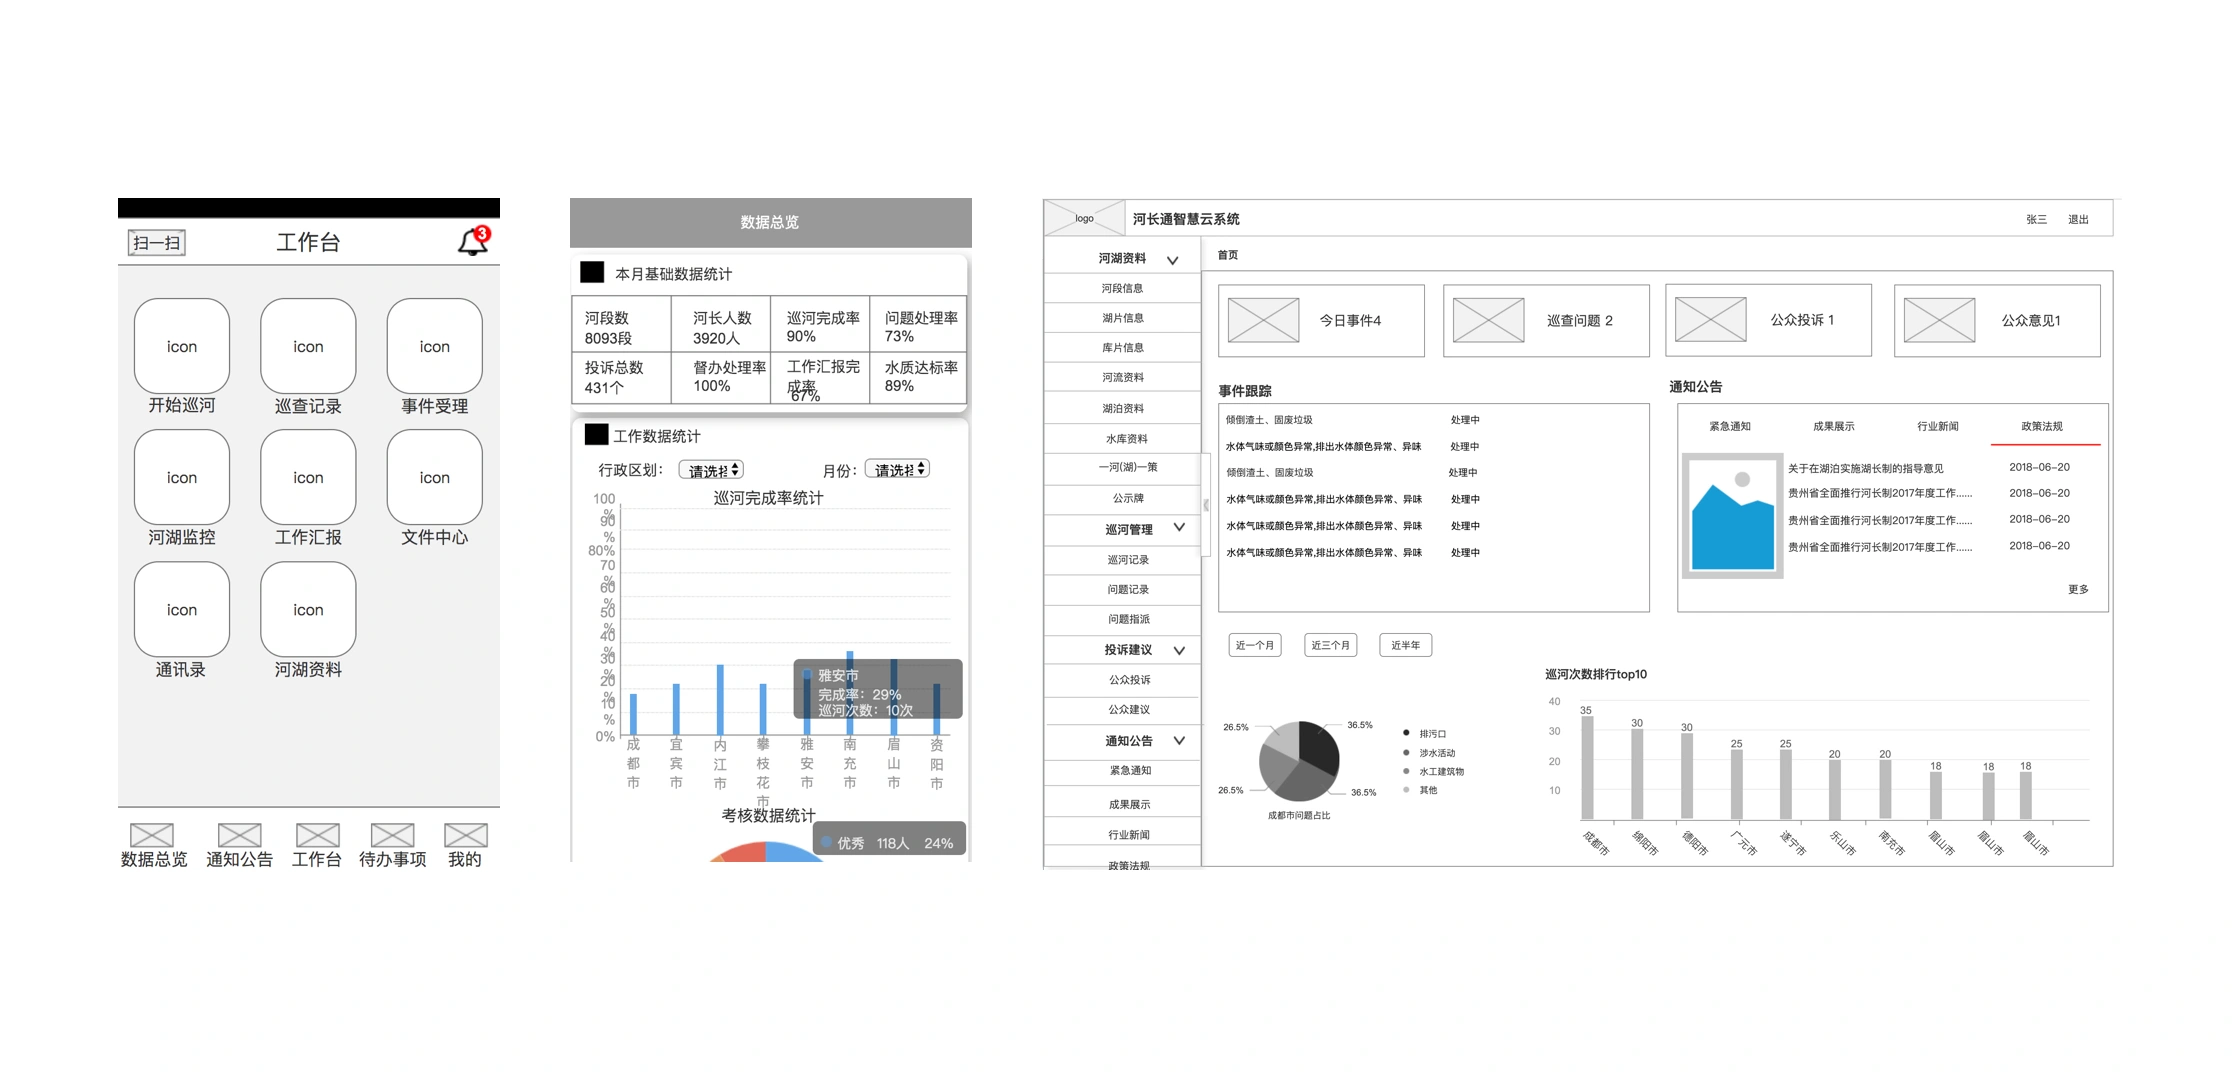 扫一扫
工作台
3
icon
icon
icon
开始巡河
巡查记录
事件受理
icon
icon
icon
河湖监控
工作汇报
文件中心
icon
icon
通讯录
河湖资料
数据总览
通知公告
工作台
待办事项
我的
数据总览
本月基础数据统计
河段数
8093段
河长人数
3920人
巡河完成率
90%
问题处理率
73%
投诉总数
431个
督办处理率
100%
工作汇报完
成率
67%
水质达标率
89%
工作数据统计
行政区划：
请选择
月份：
请选择
巡河完成率统计
100
%
90
%
80%
70
%
60
%
50
%
40
%
30
%
20
%
10
%
0%
雅安市
完成率：29%
巡河次数：10次
成都市
宜宾市
内江市
攀枝花市
雅安市
南充市
眉山市
资阳市
考核数据统计
优秀 118人 24%
logo
河长通智慧云系统
张三
退出
河湖资料
河段信息
湖片信息
库片信息
河流资料
湖泊资料
水库资料
一河(湖)一策
公示牌
巡河管理
巡河记录
问题记录
问题指派
投诉建议
公众投诉
公众建议
通知公告
紧急通知
成果展示
行业新闻
政策法规
首页
今日事件4
巡查问题 2
公众投诉 1
公众意见1
事件跟踪
倾倒渣土、固废垃圾 处理中
水体气味或颜色异常,排出水体颜色异常、异味 处理中
倾倒渣土、固废垃圾 处理中
水体气味或颜色异常,排出水体颜色异常、异味 处理中
水体气味或颜色异常,排出水体颜色异常、异味 处理中
水体气味或颜色异常,排出水体颜色异常、异味 处理中
通知公告
紧急通知
成果展示
行业新闻
政策法规
关于在湖泊实施湖长制的指导意见 2018-06-20
贵州省全面推行河长制2017年度工作...... 2018-06-20
贵州省全面推行河长制2017年度工作...... 2018-06-20
贵州省全面推行河长制2017年度工作...... 2018-06-20
更多
近一个月
近三个月
近半年
26.5%
36.5%
26.5%
36.5%
成都市问题占比
排污口
涉水活动
水工建筑物
其他
巡河次数排行top10
40
30
20
10
35
30
30
25
25
20
20
18
18
18
成都市
绵阳市
德阳市
广元市
遂宁市
乐山市
南充市
眉山市
眉山市
眉山市